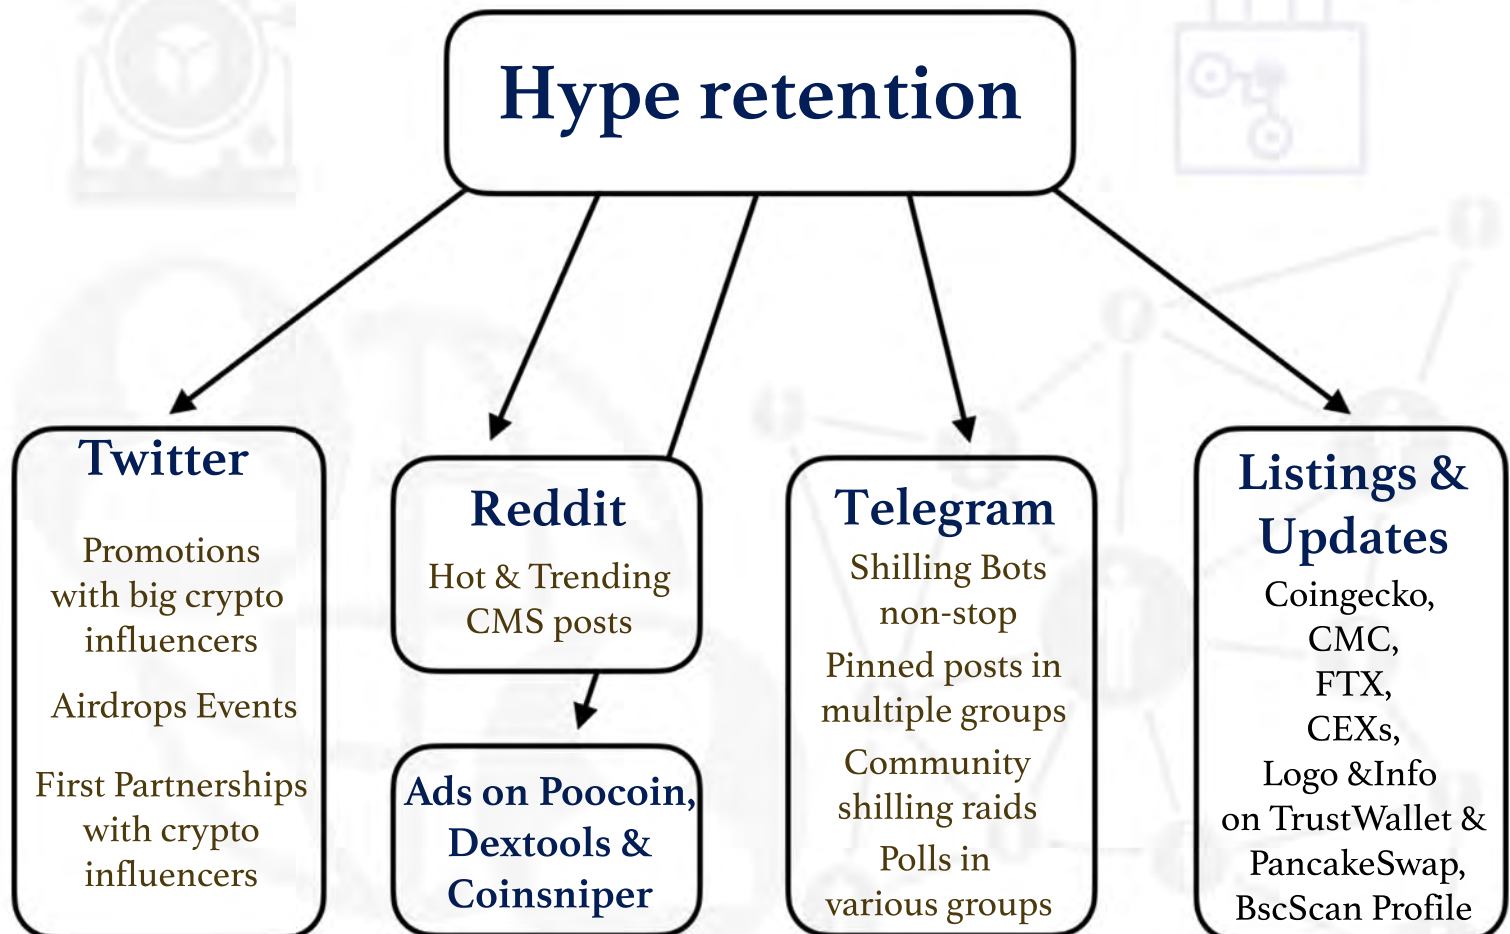 Hype retention
Twitter
Promotions
with big crypto
influencers
Airdrops Events
First Partnerships
with crypto
influencers
Reddit
Hot & Trending
CMS posts
Ads on Poocoin,
Dextools &
Coinsniper
Telegram
Shilling Bots
non-stop
Pinned posts in
multiple groups
Community
shilling raids
Polls in
various groups
Listings &
Updates
Coingecko,
CMC,
FTX,
CEXs,
Logo &Info
on TrustWallet &
PancakeSwap,
BscScan Profile